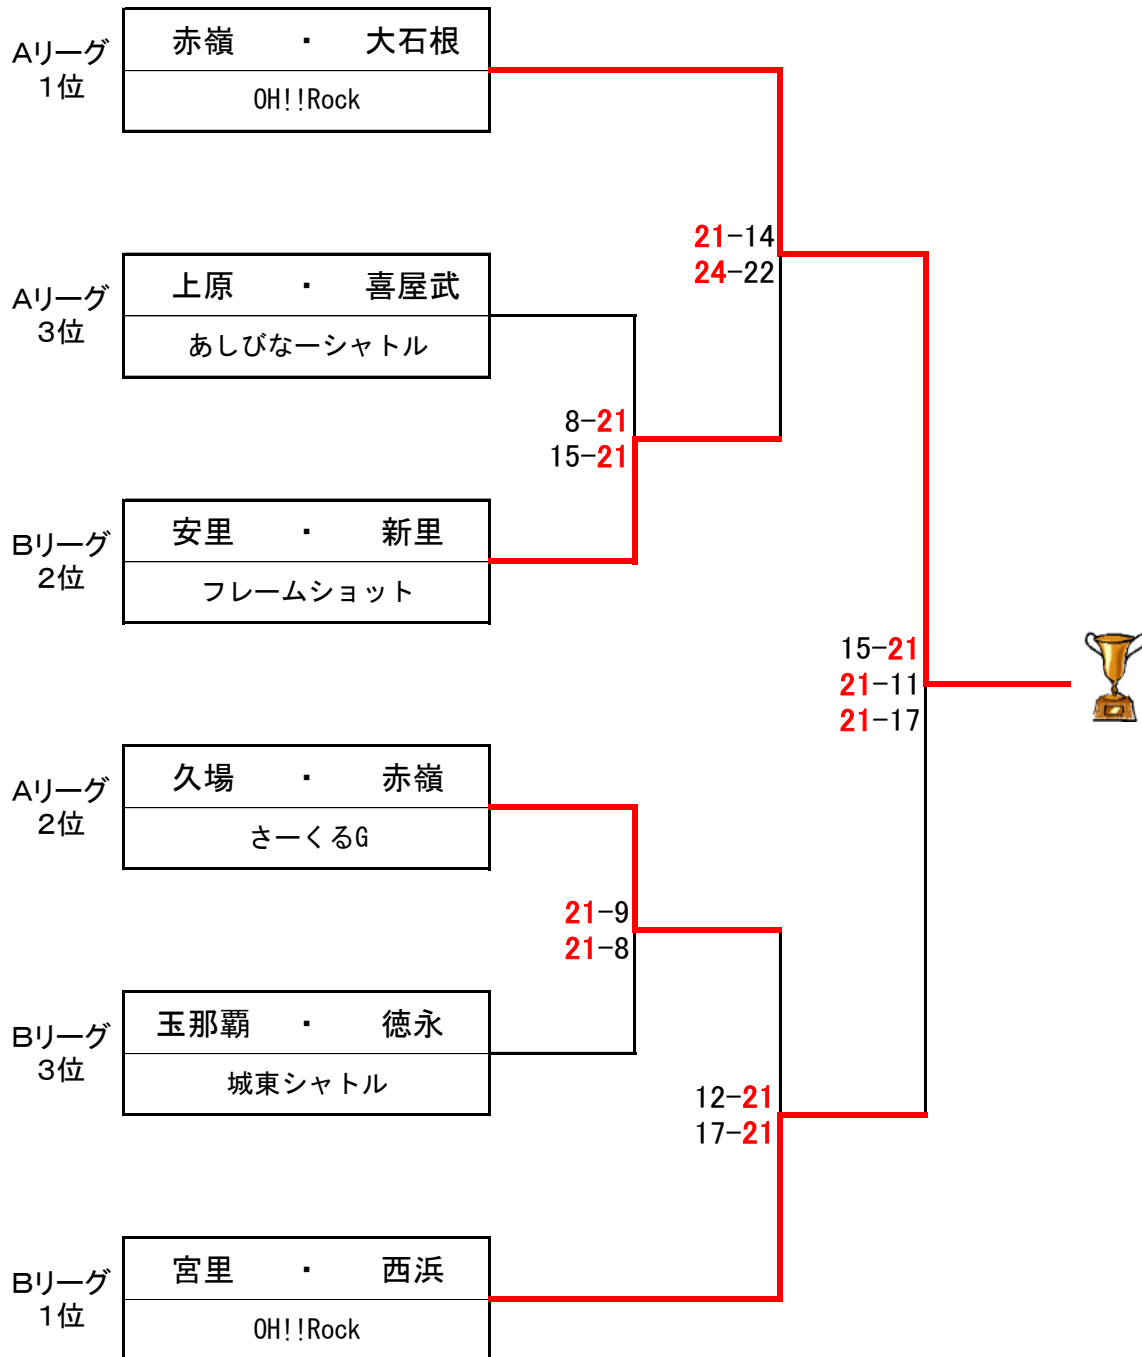 Aリーグ
1位
赤嶺 ・ 大石根
OH!!Rock
21-14
24-22
Aリーグ
3位
上原 ・ 喜屋武
あしびなーシャトル
8-21
15-21
Bリーグ
2位
安里 ・ 新里
フレームショット
15-21
21-11
21-17
Aリーグ
2位
久場 ・ 赤嶺
さーくるG
21-9
21-8
Bリーグ
3位
玉那覇 ・ 徳永
城東シャトル
12-21
17-21
Bリーグ
1位
宮里 ・ 西浜
OH!!Rock